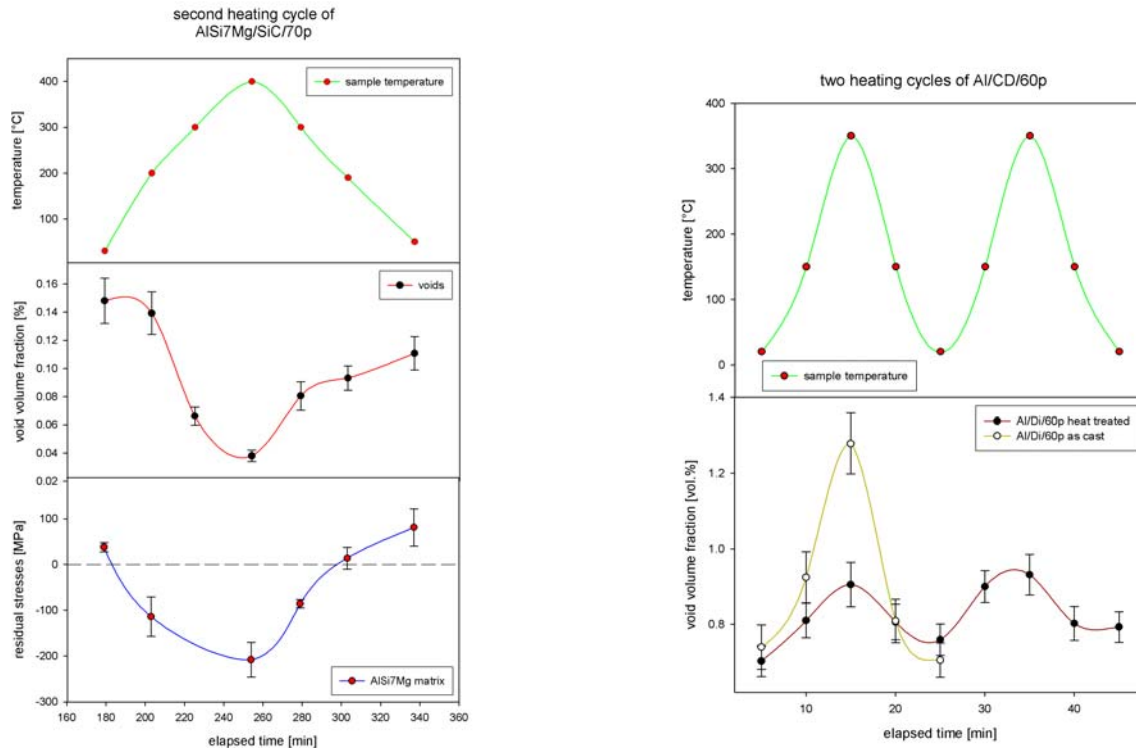 second heating cycle of
AlSi7Mg/SiC/70p
sample temperature
temperature [°C]
400
300
200
100
voids
void volume fraction [%]
0.16
0.14
0.12
0.10
0.08
0.06
0.04
0.02
residual stresses [MPa]
100
0
-100
-200
-300
AlSi7Mg matrix
160 180 200 220 240 260 280 300 320 340 360
elapsed time [min]
two heating cycles of Al/CD/60p
temperature [°C]
400
300
200
100
0
sample temperature
void volume fraction [vol.%]
1.4
1.2
1.0
0.8
Al/Di/60p heat treated
Al/Di/60p as cast
10 20 30 40
elapsed time [min]